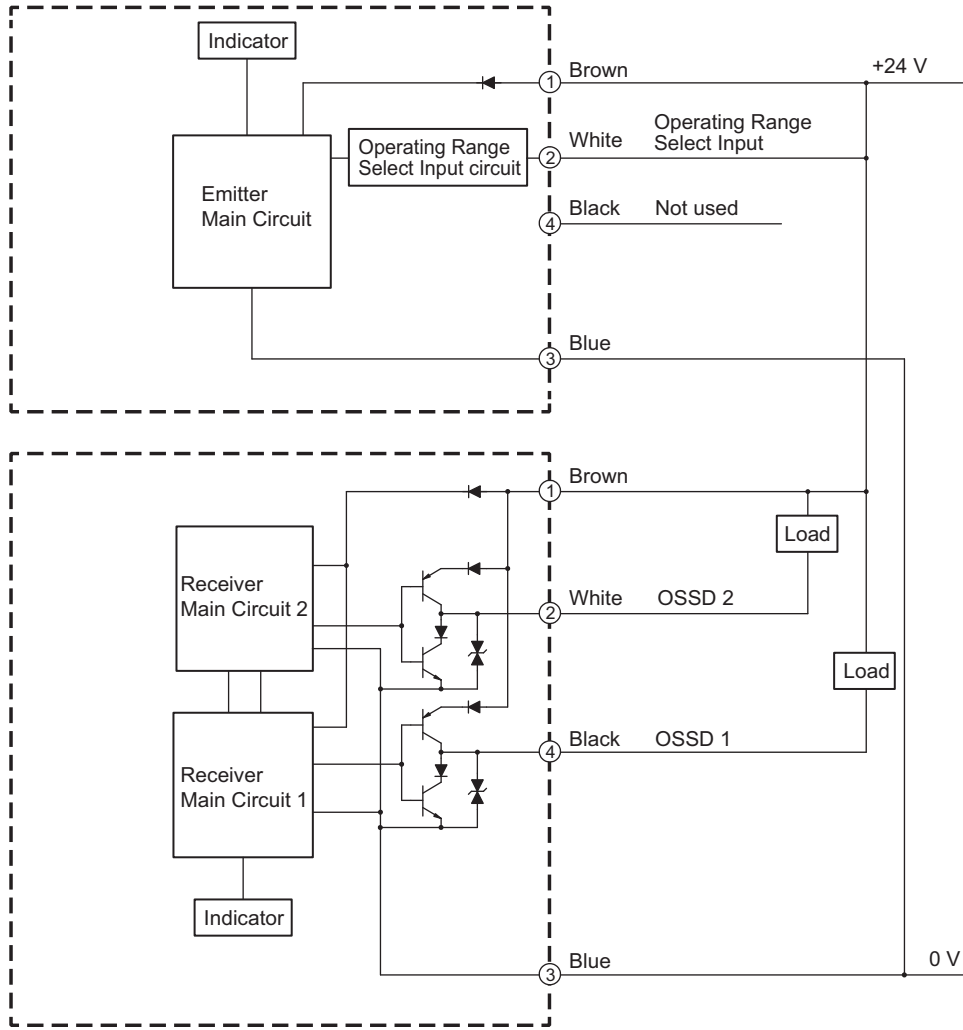 Indicator
① Brown
+24 V
Operating Range
Select Input circuit
② White
Operating Range
Select Input
Emitter
Main Circuit
④ Black Not used
③ Blue
① Brown
Load
Receiver
Main Circuit 2
② White OSSD 2
Load
④ Black OSSD 1
Receiver
Main Circuit 1
Indicator
③ Blue
0 V